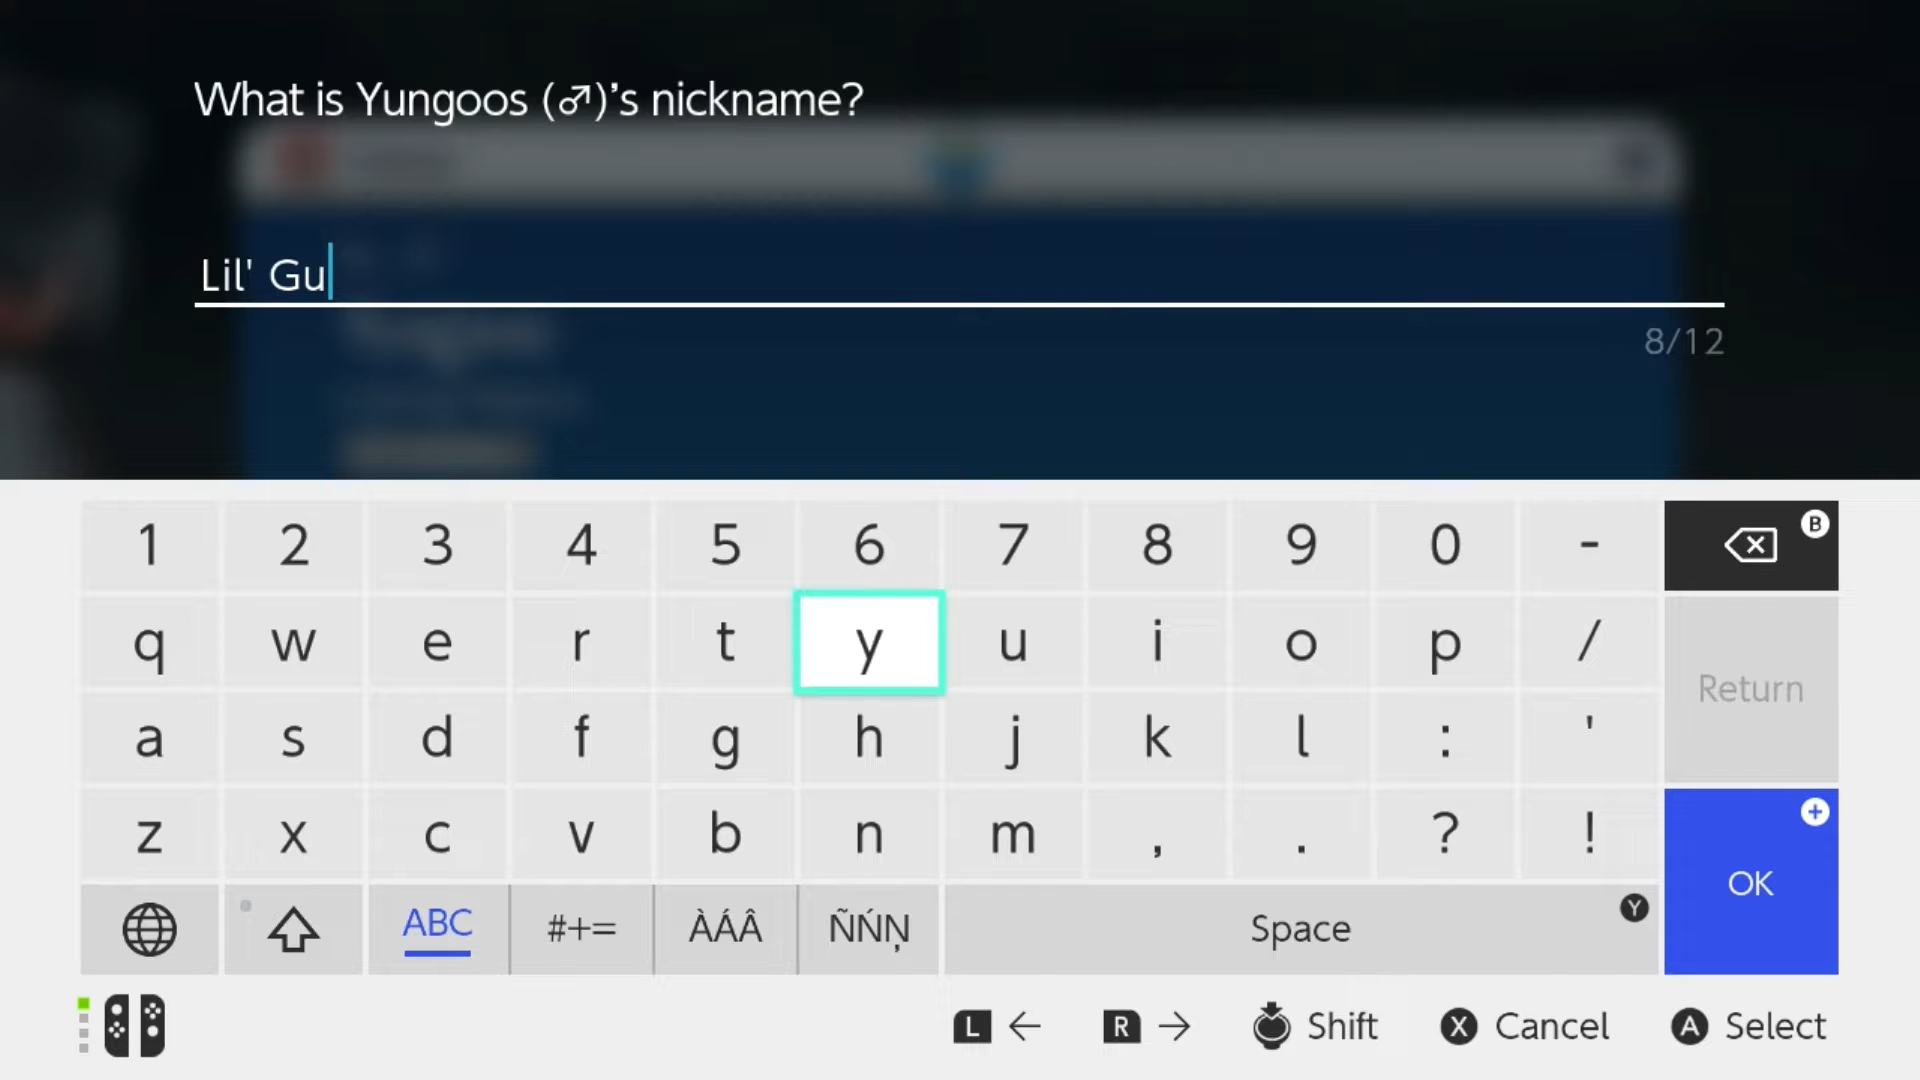 What is Yungoos (♂)'s nickname?
Lil' Gu
8/12
1 2 3 4 5 6 7 8 9 0 - B
q w e r t y u i o p / Return
a s d f g h j k l : '
z x c v b n m , . ? ! + OK
ABC #+= ÀÁÂ ÑŃŅ Space Y
L ← R → Shift X Cancel A Select